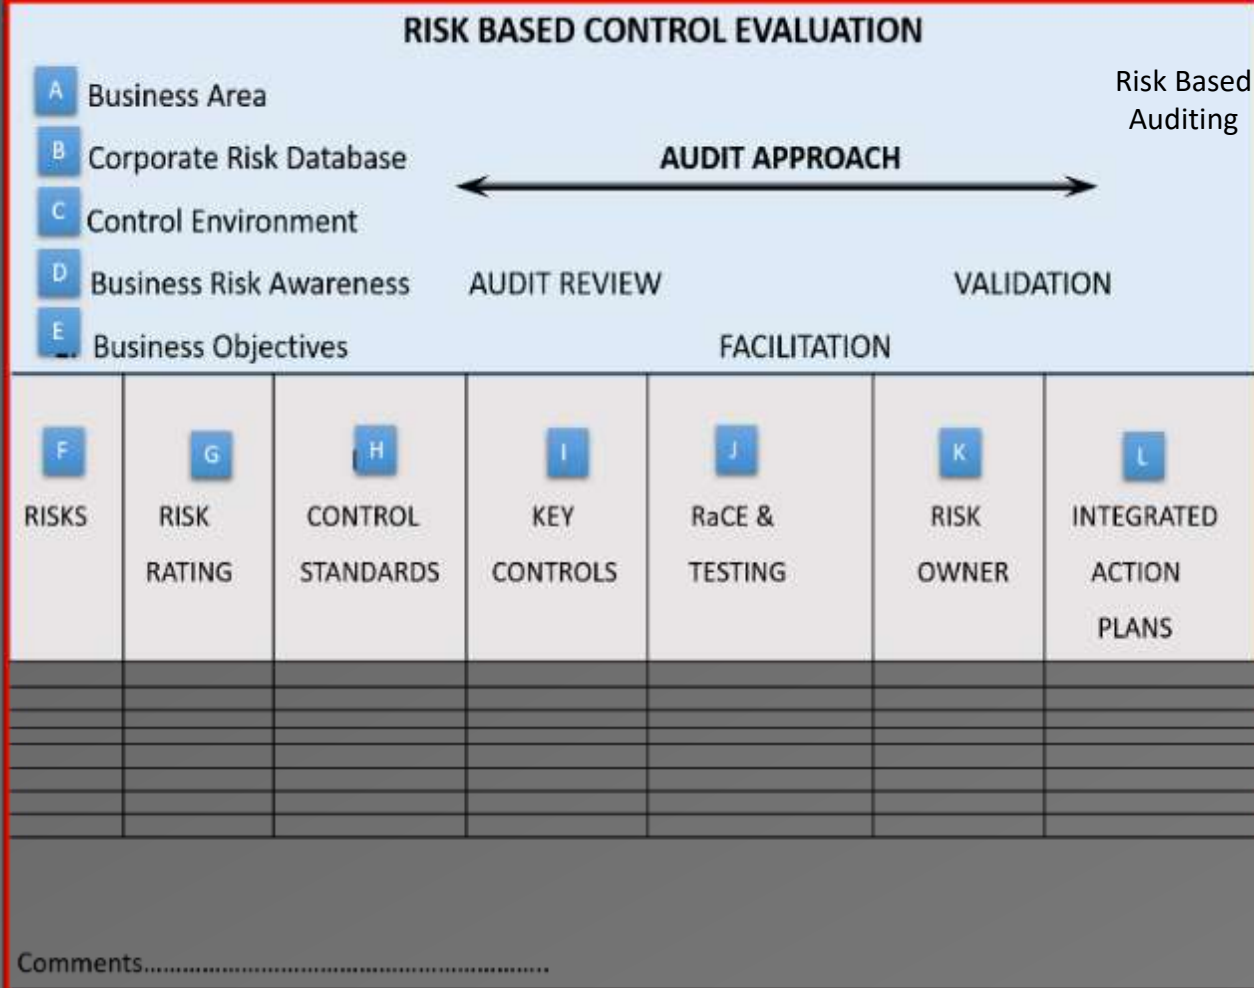 RISK BASED CONTROL EVALUATION
A Business Area
Risk Based
Auditing
B Corporate Risk Database
AUDIT APPROACH
C Control Environment
D Business Risk Awareness
AUDIT REVIEW
VALIDATION
E Business Objectives
FACILITATION
F
RISKS
G
RISK
RATING
H
CONTROL
STANDARDS
I
KEY
CONTROLS
J
RaCE &
TESTING
K
RISK
OWNER
L
INTEGRATED
ACTION
PLANS
Comments……………………………………………………..